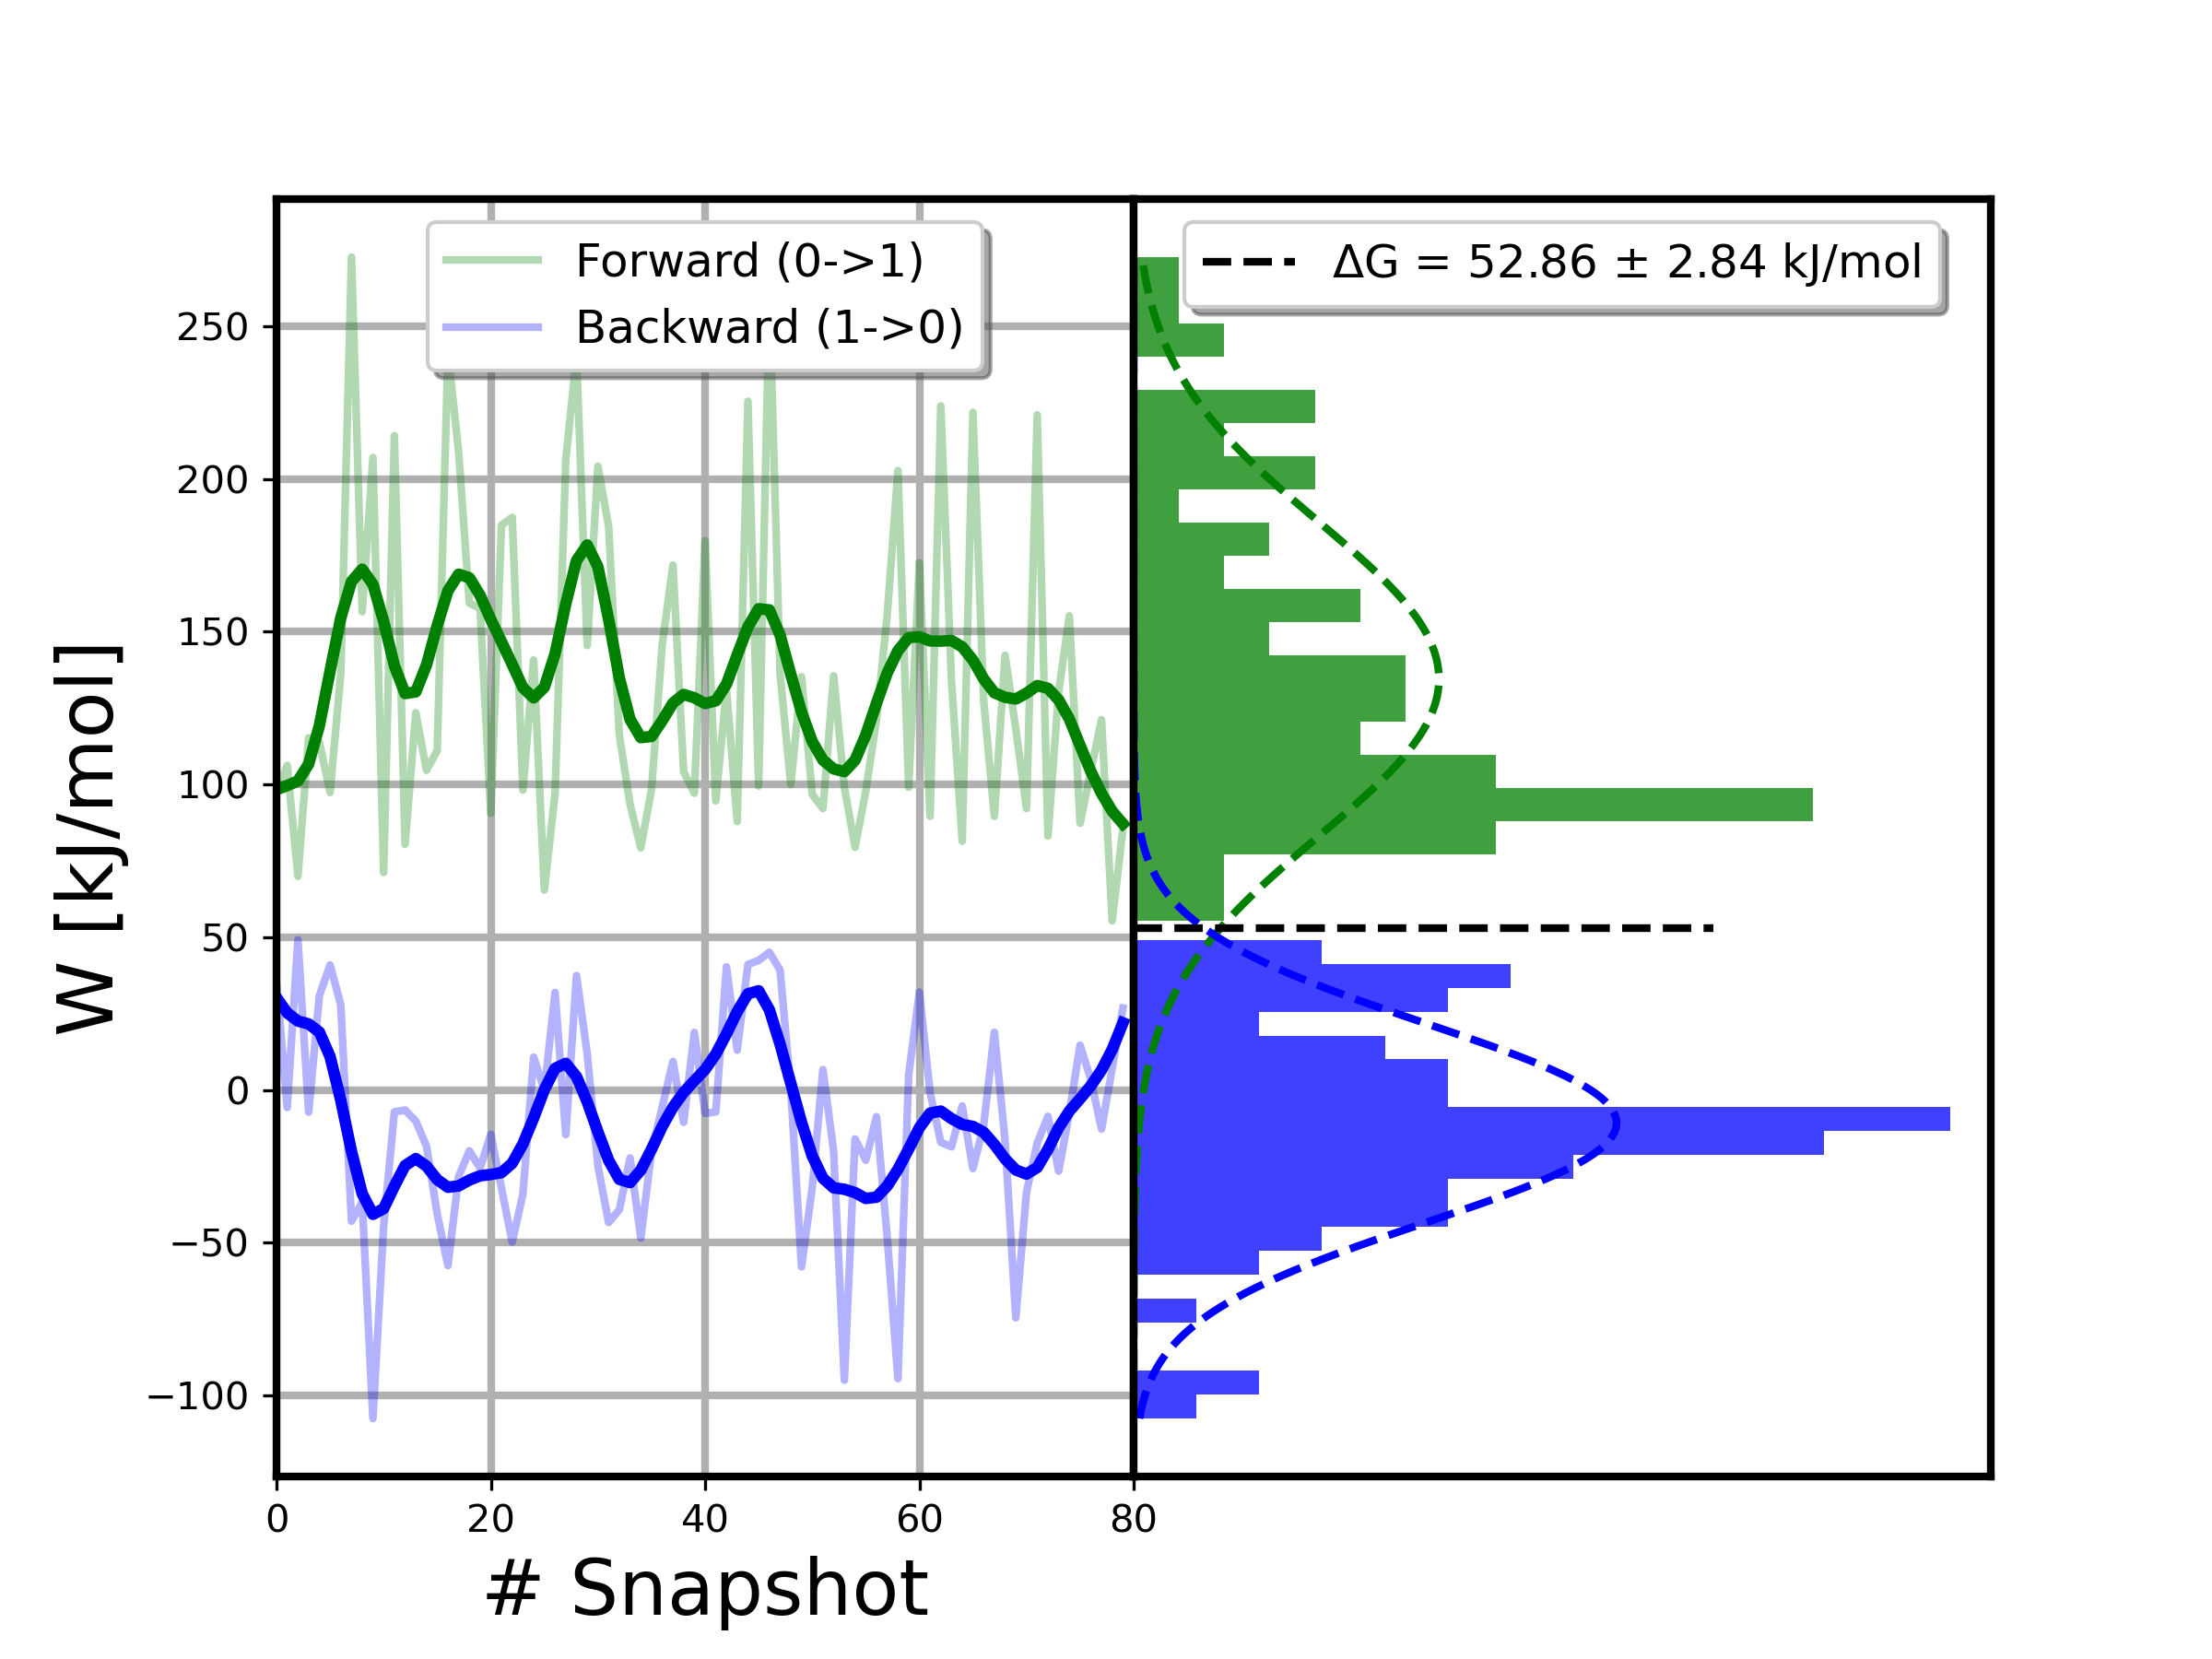 Forward (0->1)
Backward (1->0)
ΔG = 52.86 ± 2.84 kJ/mol
W [kJ/mol]
250
200
150
100
50
0
−50
−100
0 20 40 60 80
# Snapshot